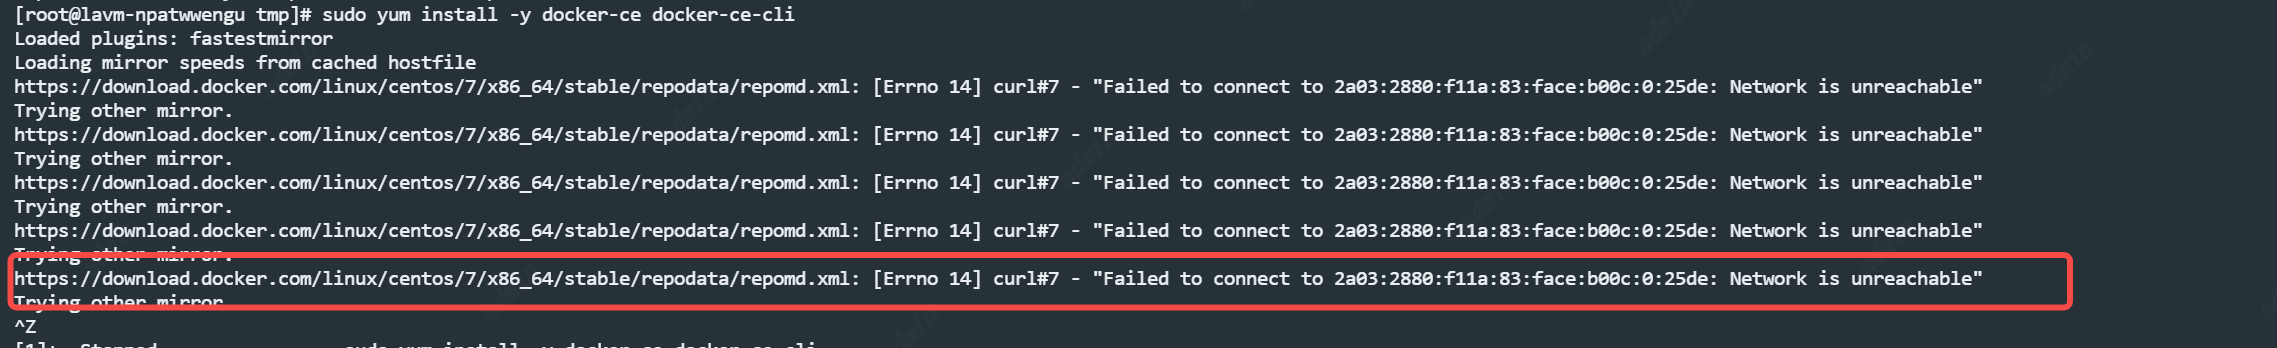 [root@lavm-npatwwengu tmp]# sudo yum install -y docker-ce docker-ce-cli
Loaded plugins: fastestmirror
Loading mirror speeds from cached hostfile
https://download.docker.com/linux/centos/7/x86_64/stable/repodata/repomd.xml: [Errno 14] curl#7 - "Failed to connect to 2a03:2880:f11a:83:face:b00c:0:25de: Network is unreachable"
Trying other mirror.
https://download.docker.com/linux/centos/7/x86_64/stable/repodata/repomd.xml: [Errno 14] curl#7 - "Failed to connect to 2a03:2880:f11a:83:face:b00c:0:25de: Network is unreachable"
Trying other mirror.
https://download.docker.com/linux/centos/7/x86_64/stable/repodata/repomd.xml: [Errno 14] curl#7 - "Failed to connect to 2a03:2880:f11a:83:face:b00c:0:25de: Network is unreachable"
Trying other mirror.
https://download.docker.com/linux/centos/7/x86_64/stable/repodata/repomd.xml: [Errno 14] curl#7 - "Failed to connect to 2a03:2880:f11a:83:face:b00c:0:25de: Network is unreachable"
Trying other mirror.
https://download.docker.com/linux/centos/7/x86_64/stable/repodata/repomd.xml: [Errno 14] curl#7 - "Failed to connect to 2a03:2880:f11a:83:face:b00c:0:25de: Network is unreachable"
Trying other mirror.
^Z
[1]+ Stopped sudo yum install -y docker-ce docker-ce-cli